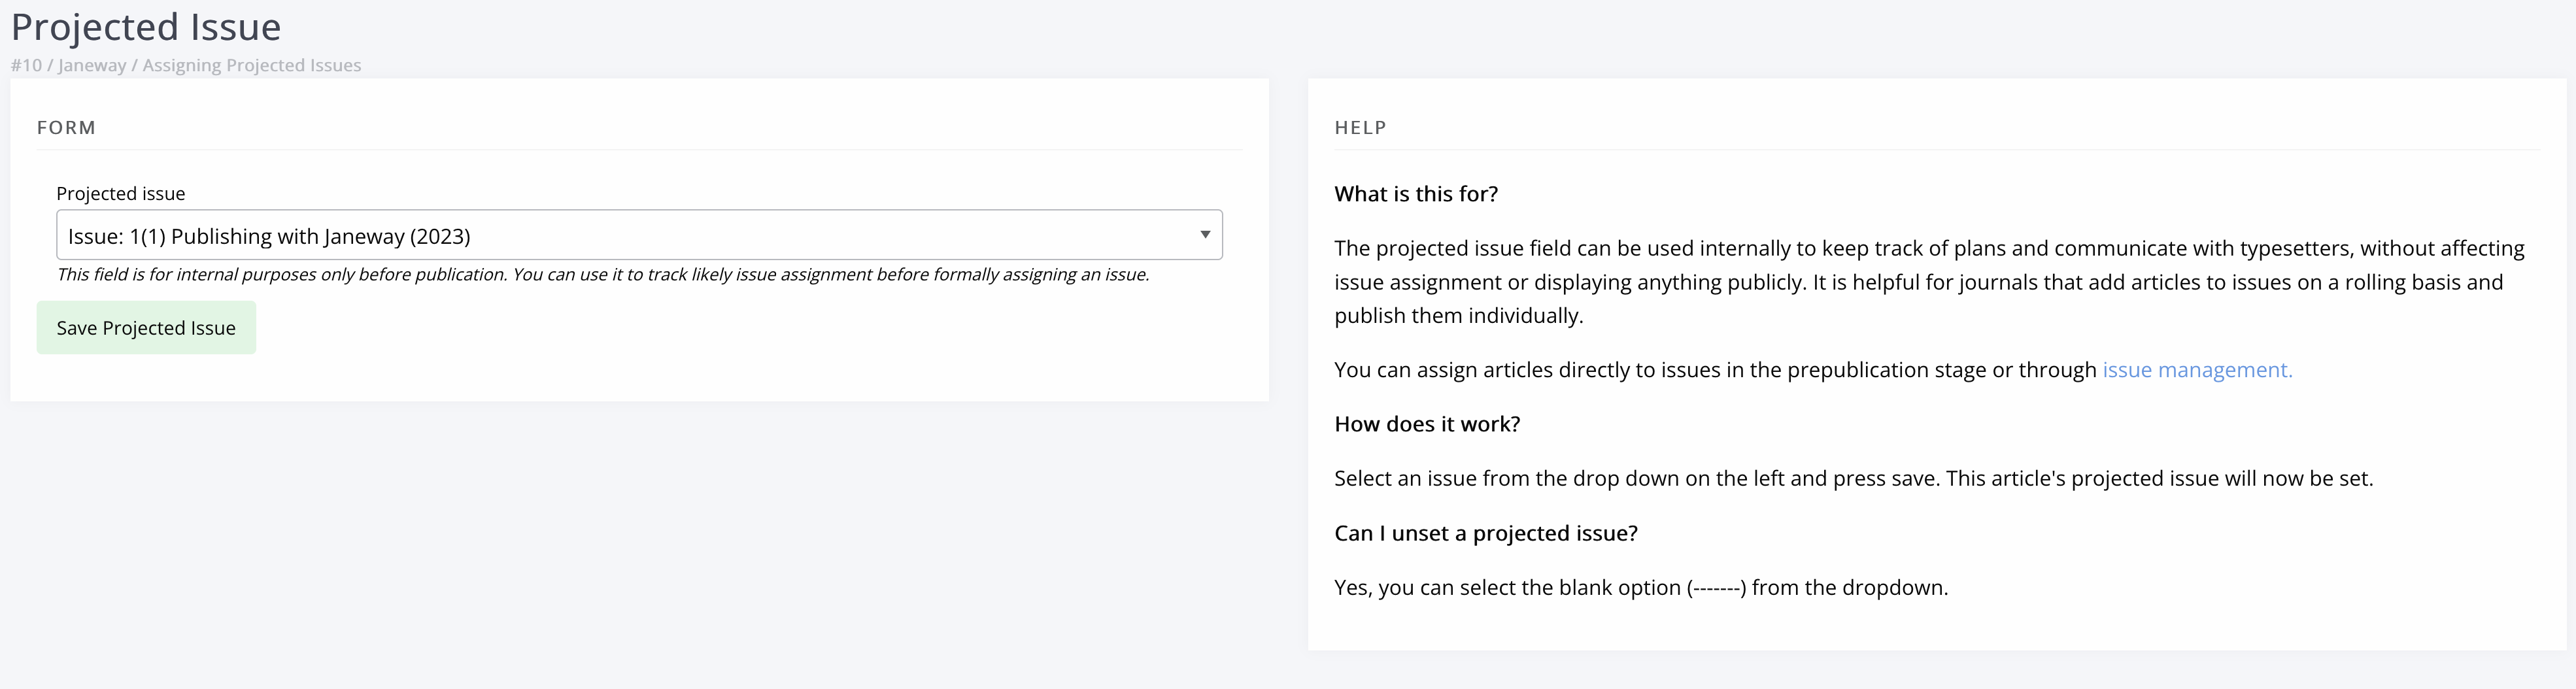 Projected Issue
#10 / Janeway / Assigning Projected Issues
FORM
Projected issue
Issue: 1(1) Publishing with Janeway (2023)
This field is for internal purposes only before publication. You can use it to track likely issue assignment before formally assigning an issue.
Save Projected Issue
HELP
What is this for?
The projected issue field can be used internally to keep track of plans and communicate with typesetters, without affecting
issue assignment or displaying anything publicly. It is helpful for journals that add articles to issues on a rolling basis and
publish them individually.
You can assign articles directly to issues in the prepublication stage or through issue management.
How does it work?
Select an issue from the drop down on the left and press save. This article's projected issue will now be set.
Can I unset a projected issue?
Yes, you can select the blank option (-------) from the dropdown.